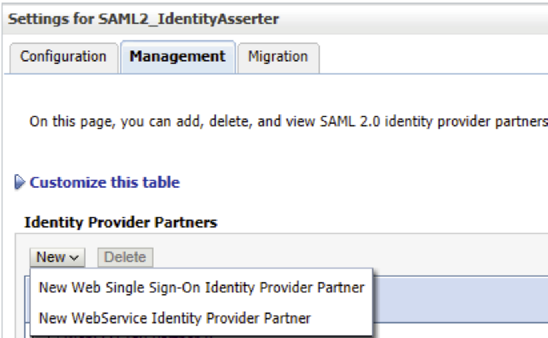 Settings for SAML2_IdentityAsserter
Configuration Management Migration
On this page, you can add, delete, and view SAML 2.0 identity provider partners
Customize this table
Identity Provider Partners
New Delete
New Web Single Sign-On Identity Provider Partner
New WebService Identity Provider Partner